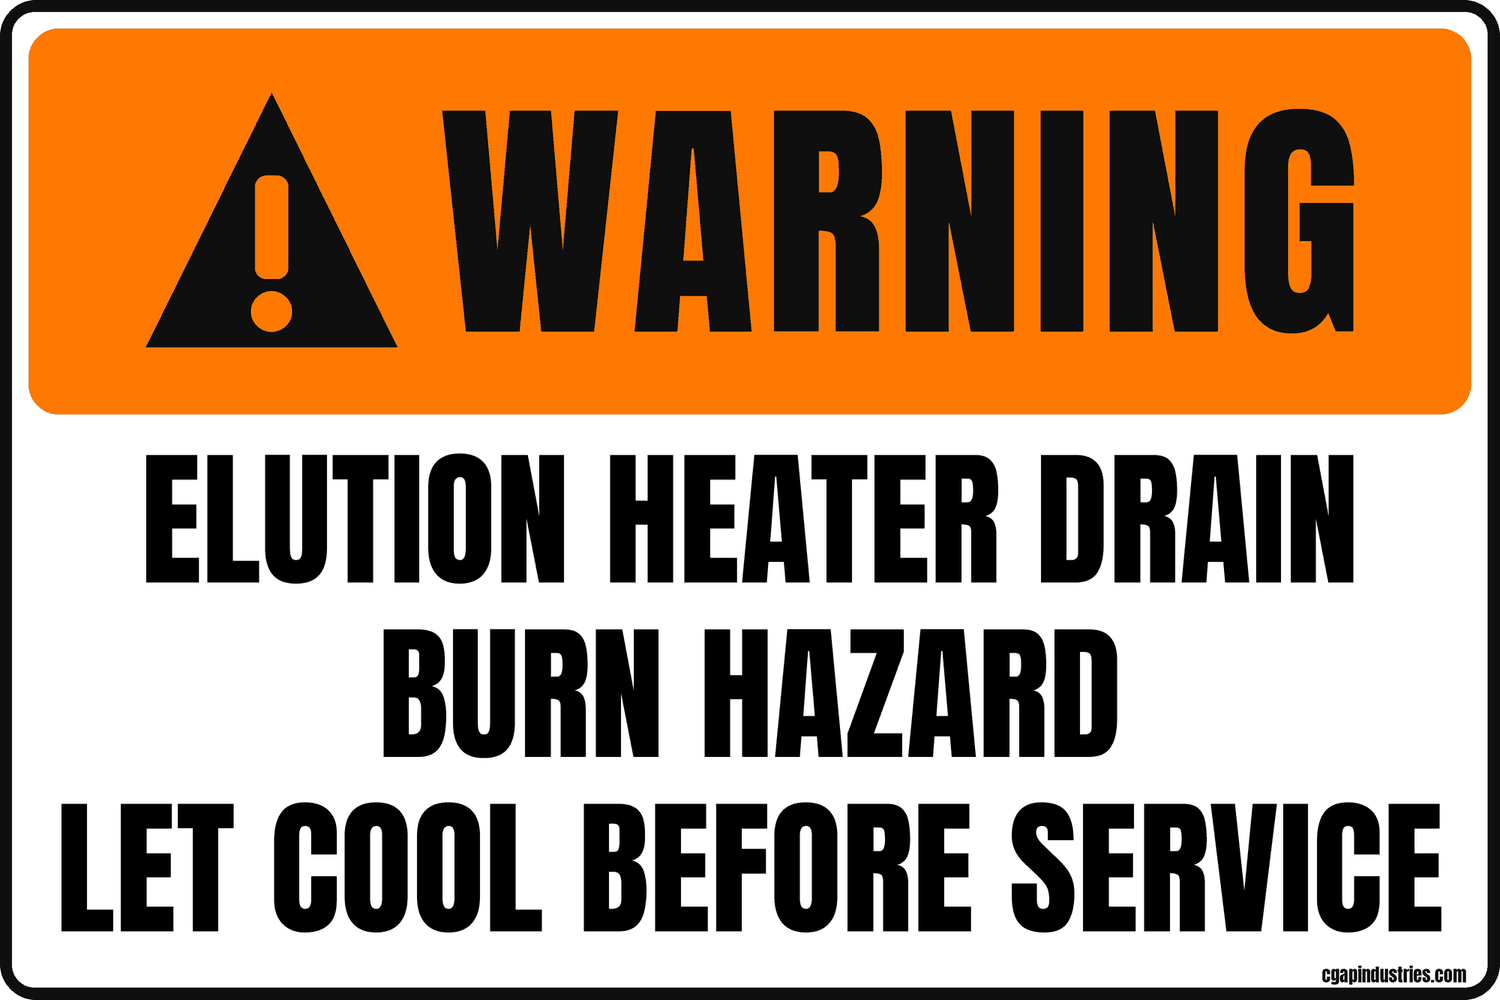 WARNING
ELUTION HEATER DRAIN
BURN HAZARD
LET COOL BEFORE SERVICE
cgapindustries.com